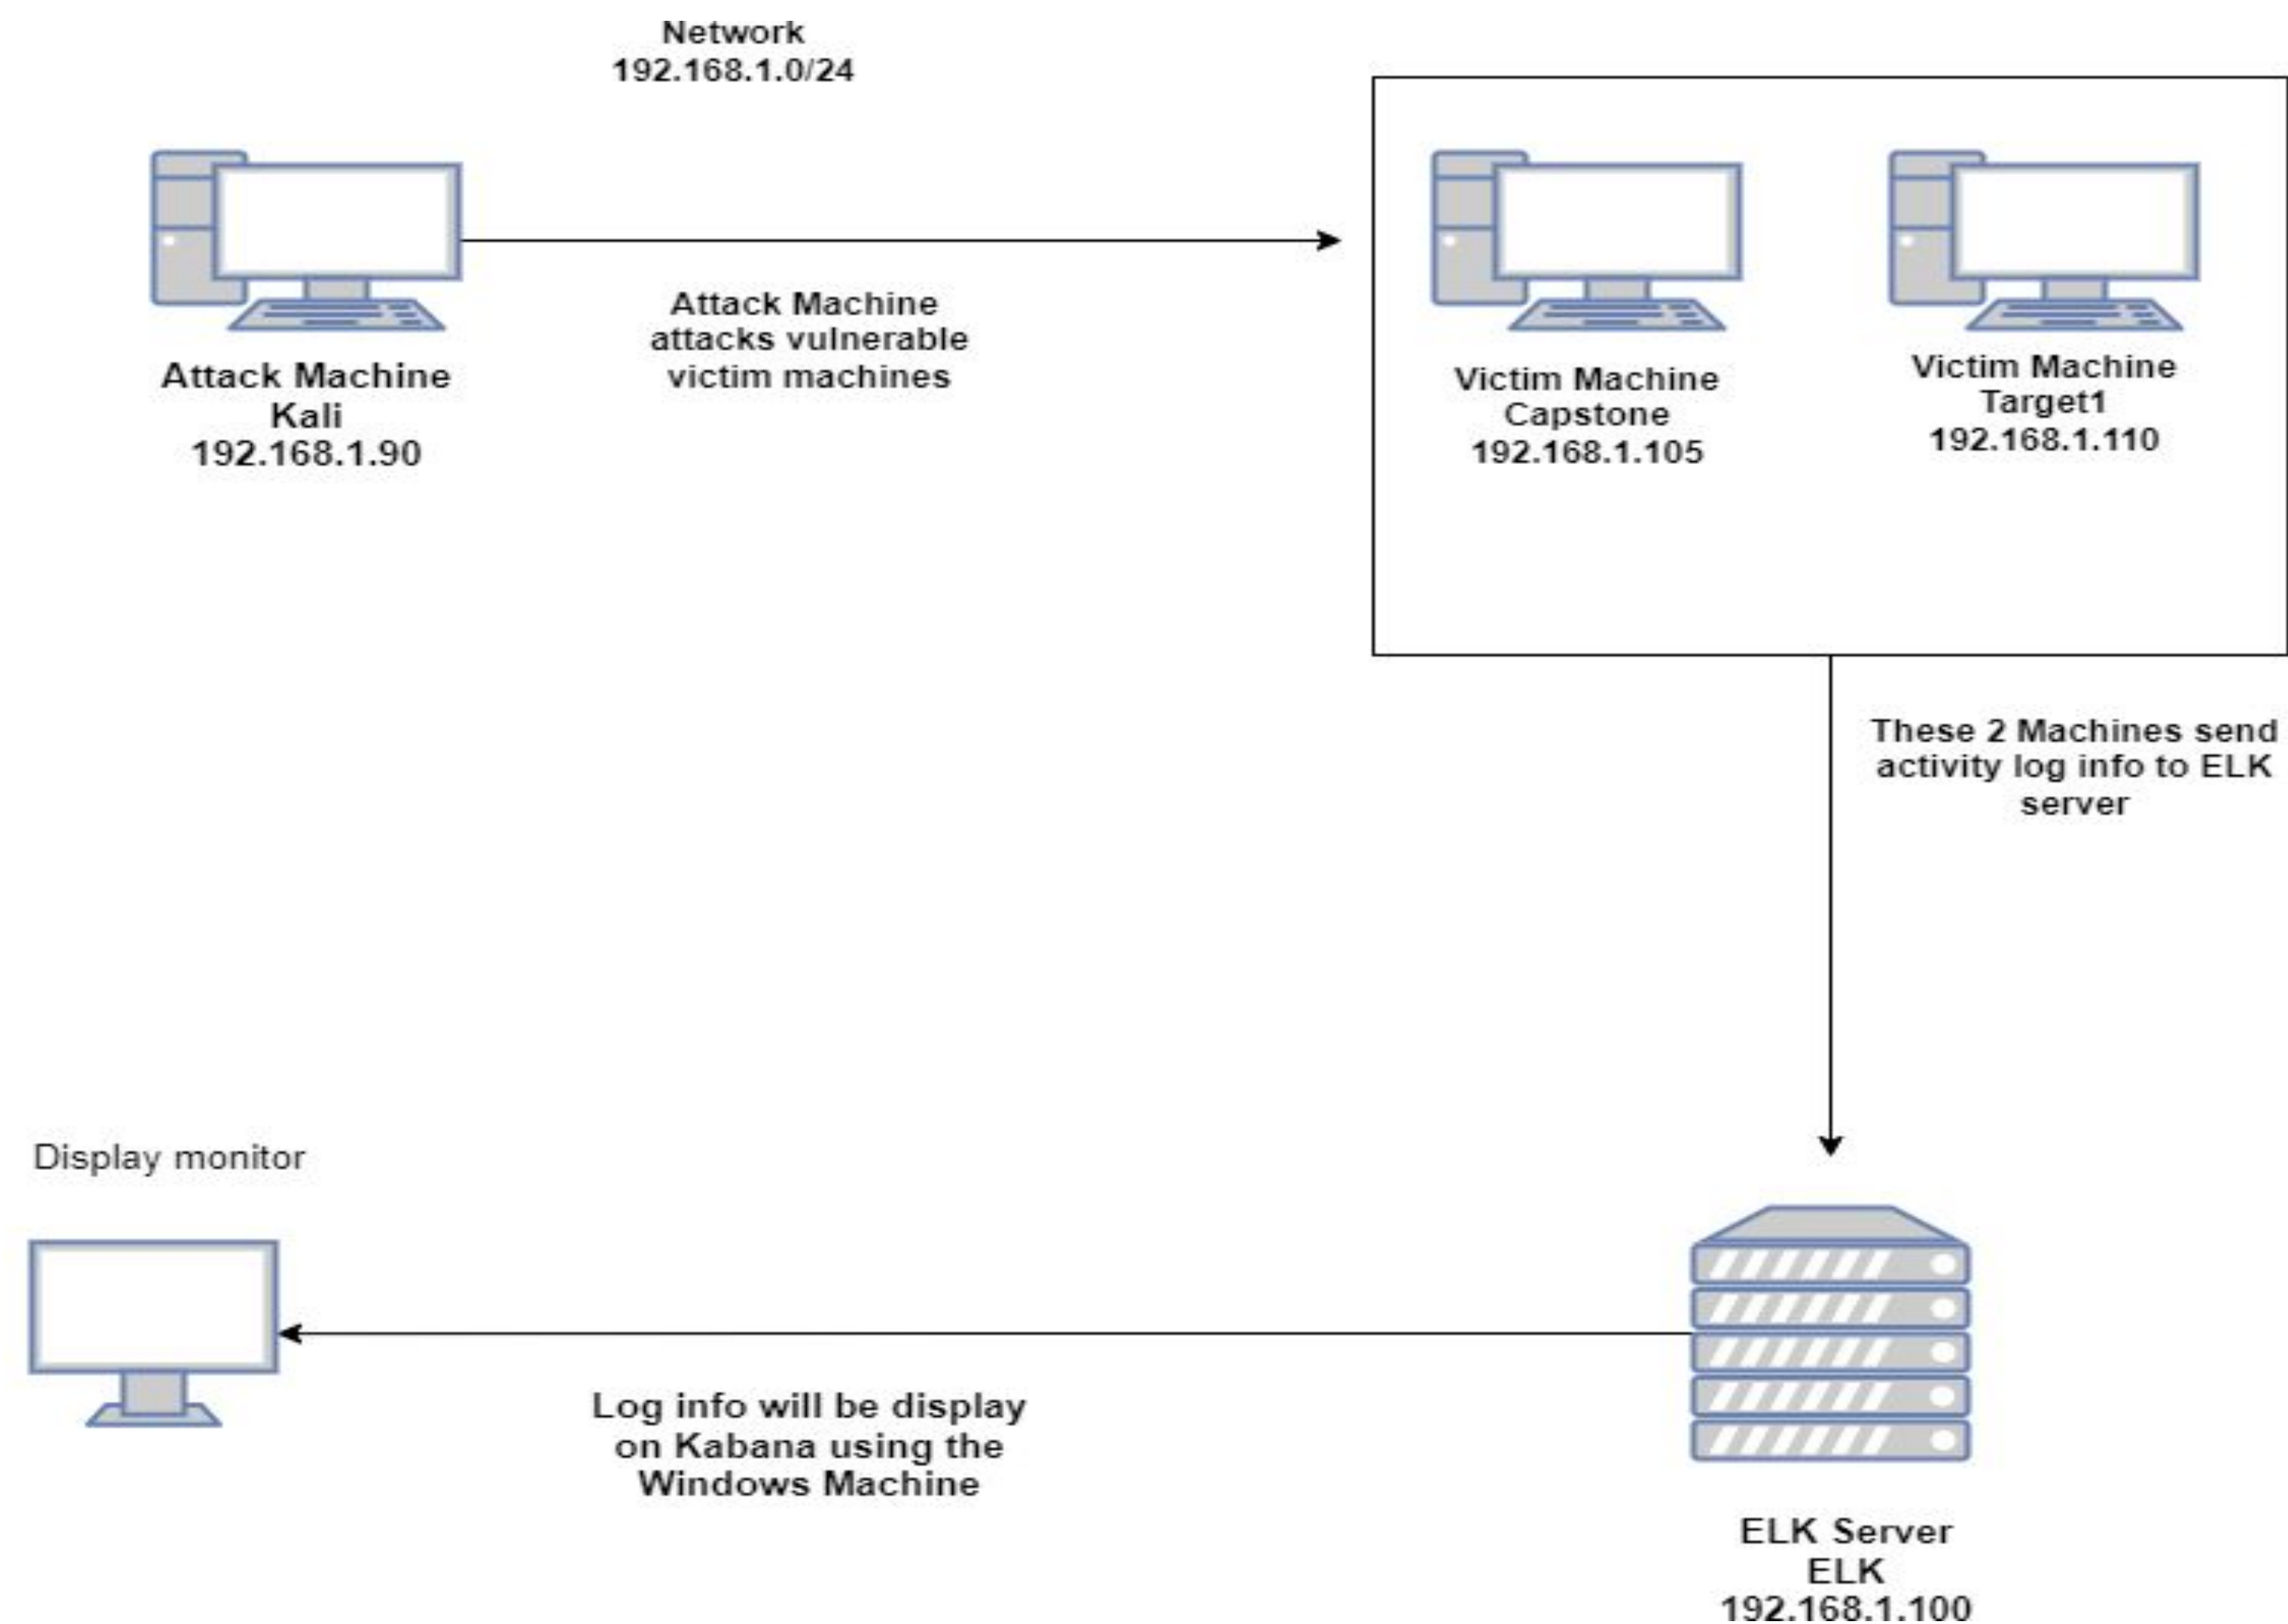 Network
192.168.1.0/24
Attack Machine
Kali
192.168.1.90
Attack Machine
attacks vulnerable
victim machines
Victim Machine
Capstone
192.168.1.105
Victim Machine
Target1
192.168.1.110
These 2 Machines send
activity log info to ELK
server
Display monitor
Log info will be display
on Kabana using the
Windows Machine
ELK Server
ELK
192.168.1.100